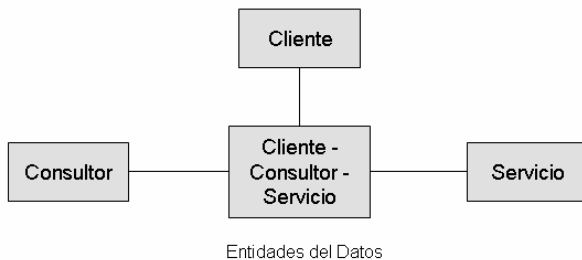 Cliente
Consultor
Cliente -
Consultor -
Servicio
Servicio
Entidades del Datos